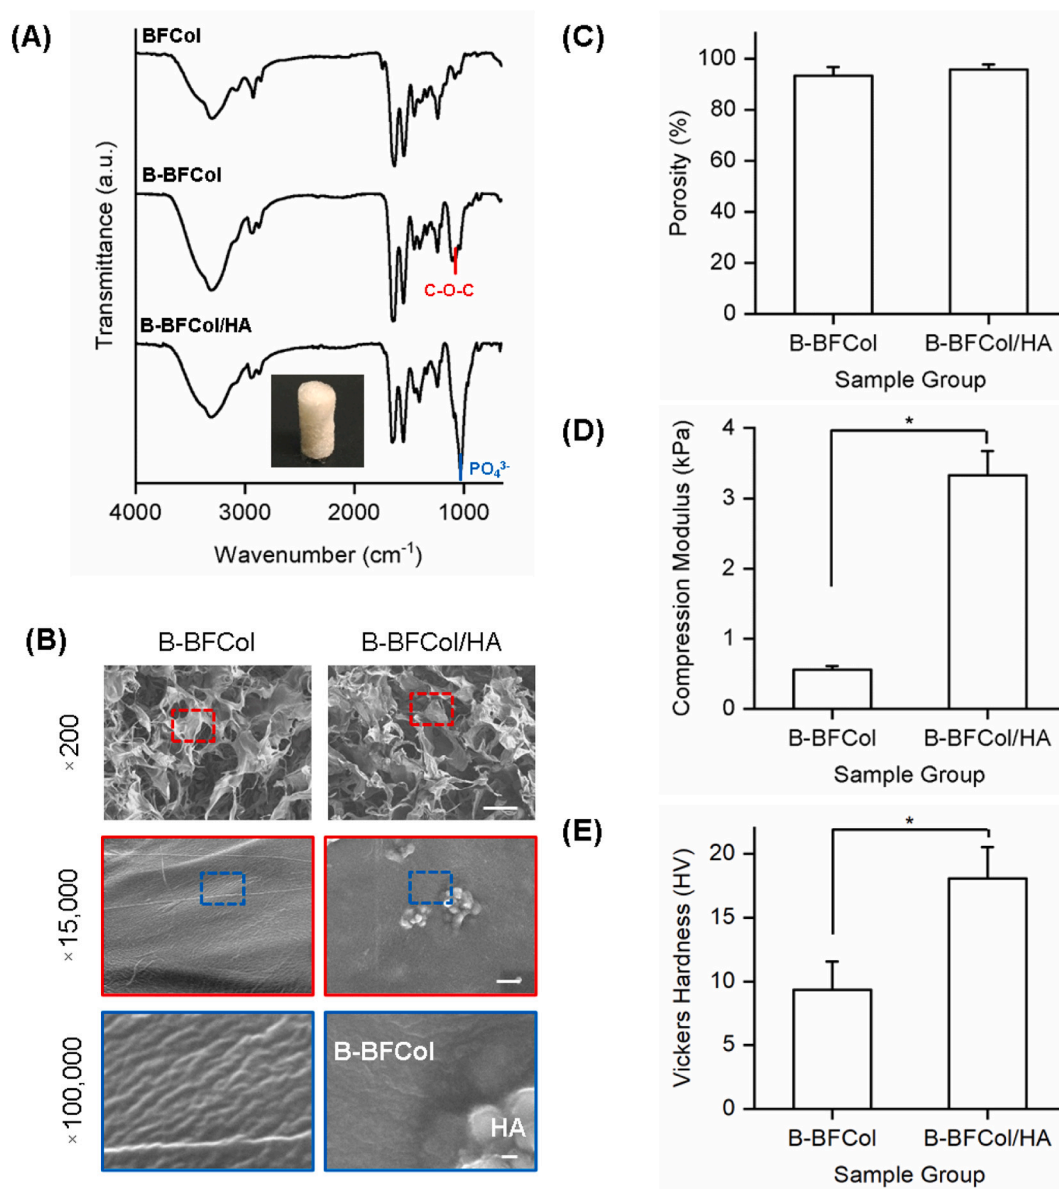 (A)
BFCol
B-BFCol
C-O-C
B-BFCol/HA
PO₄³⁻
Transmittance (a.u.)
4000 3000 2000 1000
Wavenumber (cm⁻¹)
(B)
B-BFCol B-BFCol/HA
× 200
× 15,000
× 100,000
B-BFCol
HA
(C)
Porosity (%)
100
80
60
40
20
0
B-BFCol B-BFCol/HA
Sample Group
(D)
Compression Modulus (kPa)
*
4
3
2
1
0
B-BFCol B-BFCol/HA
Sample Group
(E)
Vickers Hardness (HV)
*
20
15
10
5
0
B-BFCol B-BFCol/HA
Sample Group